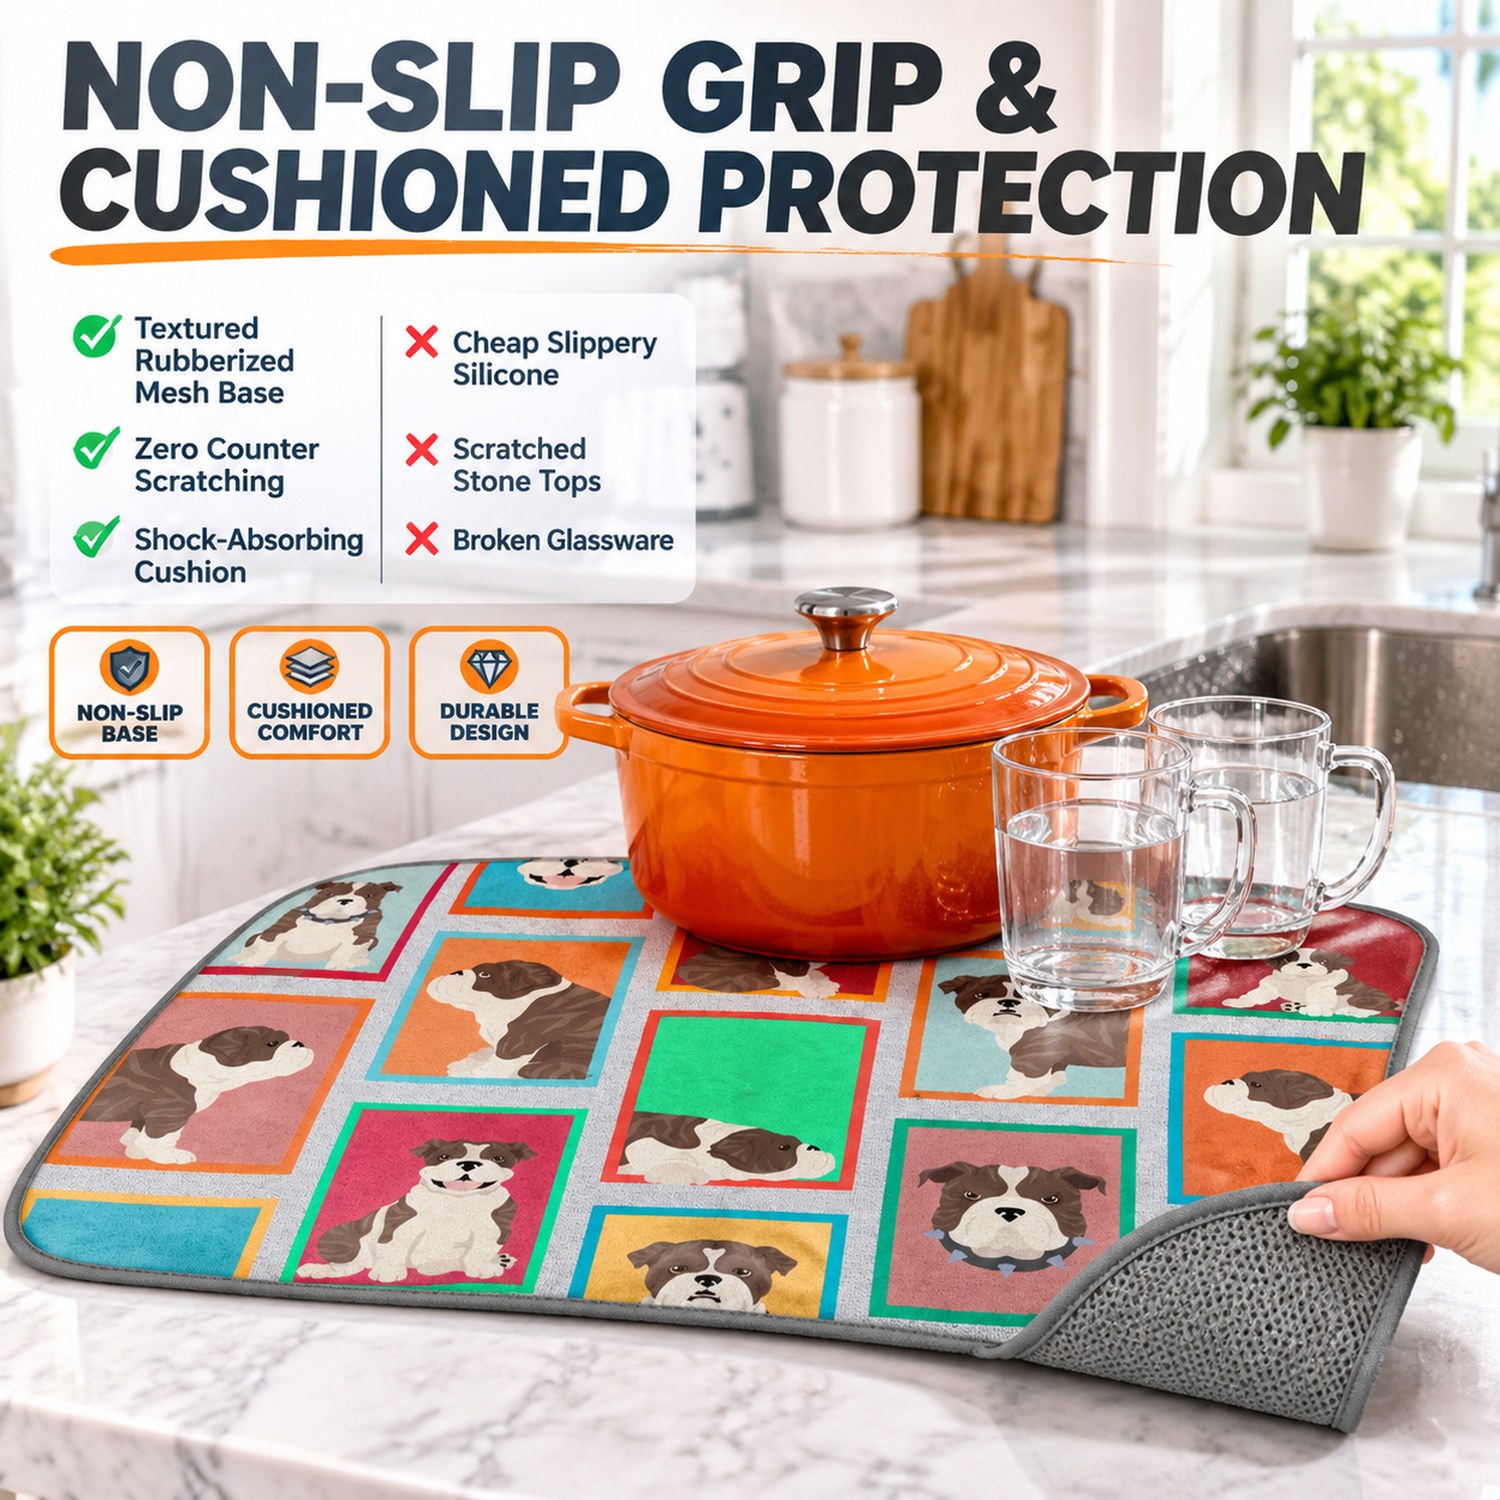 NON-SLIP GRIP &
CUSHIONED PROTECTION
Textured
Rubberized
Mesh Base
Zero Counter
Scratching
Shock-Absorbing
Cushion
Cheap Slippery
Silicone
Scratched
Stone Tops
Broken Glassware
NON-SLIP
BASE
CUSHIONED
COMFORT
DURABLE
DESIGN